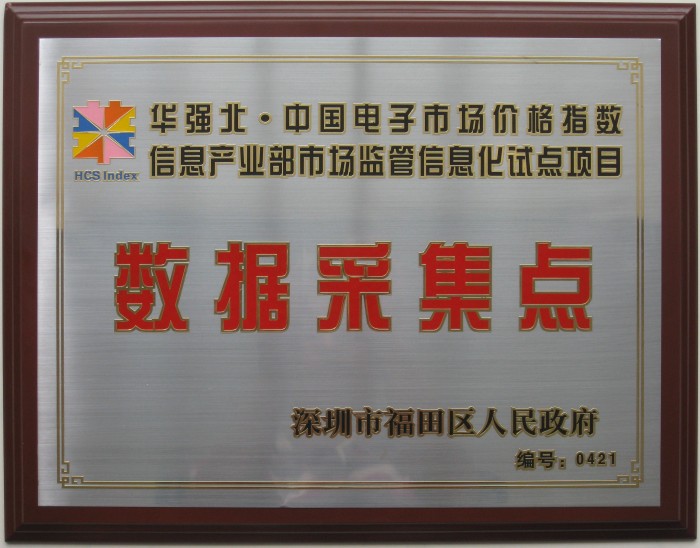 华强北·中国电子市场价格指数
HCS Index
信息产业部市场监管信息化试点项目
数据采集点
深圳市福田区人民政府
编号：0421